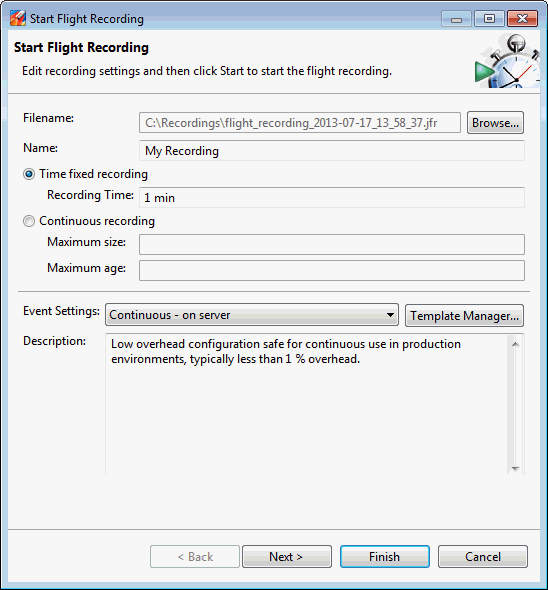 Start Flight Recording
Start Flight Recording
Edit recording settings and then click Start to start the flight recording.
Filename: C:\Recordings\flight_recording_2013-07-17_13_58_37.jfr Browse...
Name: My Recording
Time fixed recording
Recording Time: 1 min
Continuous recording
Maximum size:
Maximum age:
Event Settings: Continuous - on server Template Manager...
Description: Low overhead configuration safe for continuous use in production
environments, typically less than 1 % overhead.
< Back Next > Finish Cancel